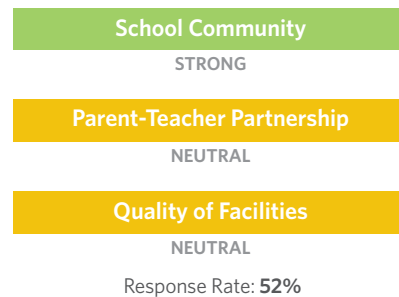 School Community
STRONG
Parent-Teacher Partnership
NEUTRAL
Quality of Facilities
NEUTRAL
Response Rate: 52%